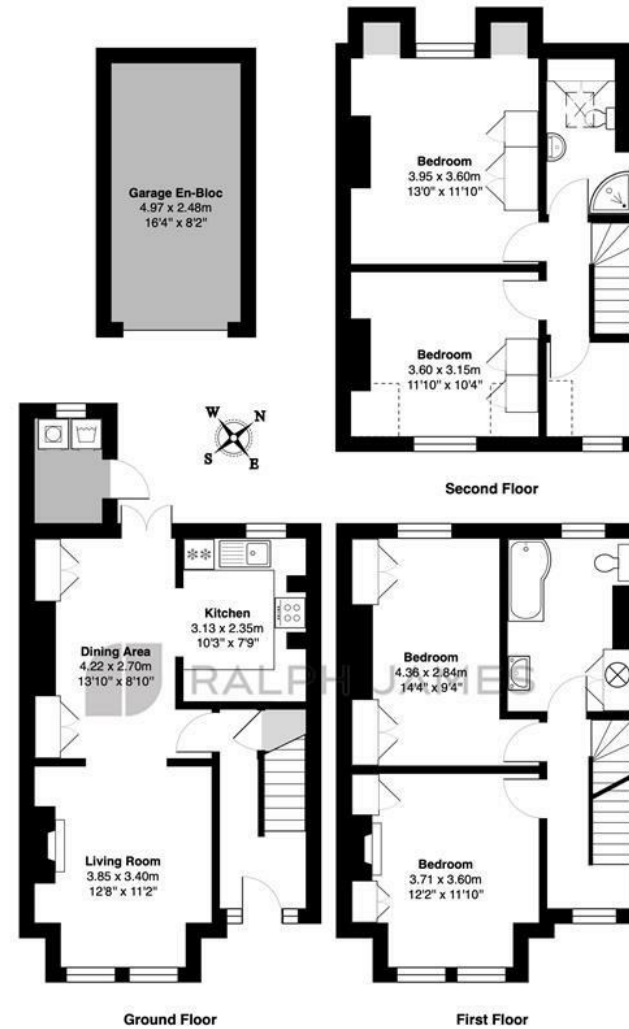 Garage En-Bloc
4.97 x 2.48m
16'4" x 8'2"
Bedroom
3.95 x 3.60m
13'0" x 11'10"
Bedroom
3.60 x 3.15m
11'10" x 10'4"
W N
S E
Second Floor
Kitchen
3.13 x 2.35m
10'3" x 7'9"
Dining Area
4.22 x 2.70m
13'10" x 8'10"
RALPH JAMES
Bedroom
4.36 x 2.84m
14'4" x 9'4"
Living Room
3.85 x 3.40m
12'8" x 11'2"
Bedroom
3.71 x 3.60m
12'2" x 11'10"
Ground Floor
First Floor